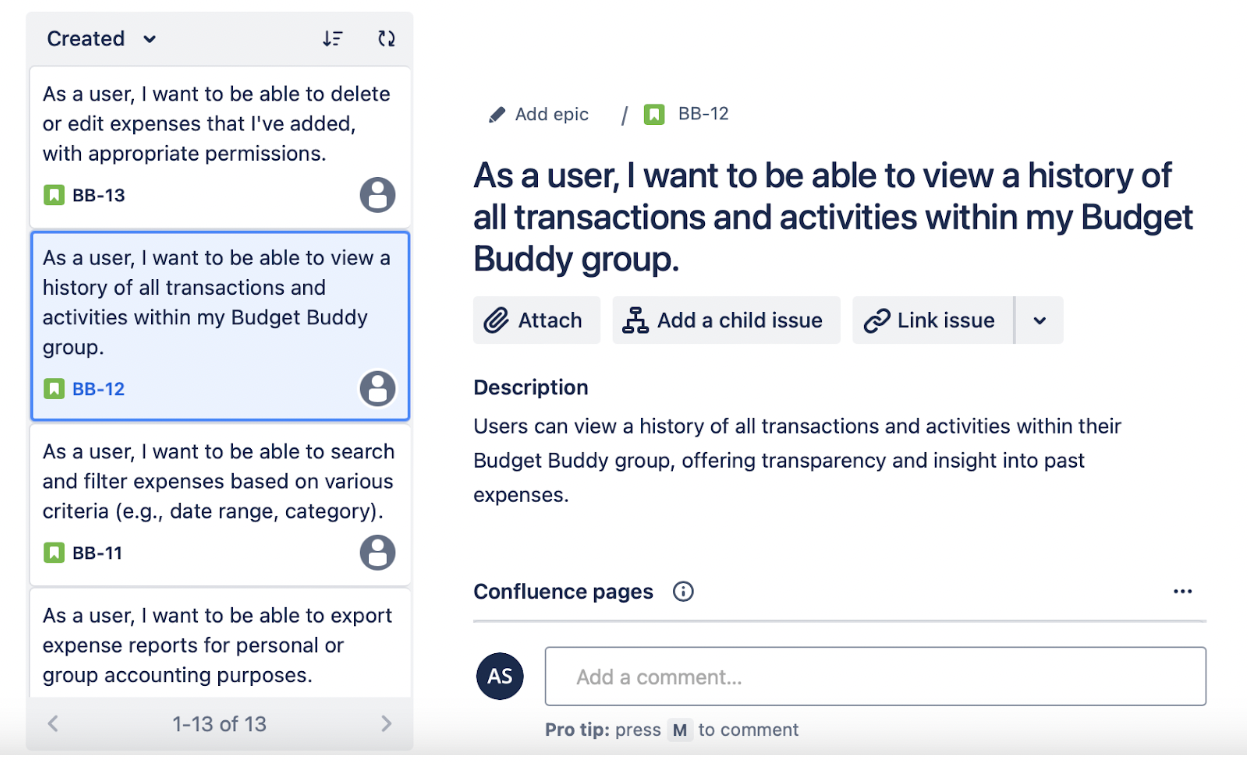 Created
As a user, I want to be able to delete
or edit expenses that I've added,
with appropriate permissions.
BB-13
As a user, I want to be able to view a
history of all transactions and
activities within my Budget Buddy
group.
BB-12
As a user, I want to be able to search
and filter expenses based on various
criteria (e.g., date range, category).
BB-11
As a user, I want to be able to export
expense reports for personal or
group accounting purposes.
1-13 of 13
Add epic / BB-12
As a user, I want to be able to view a history of
all transactions and activities within my Budget
Buddy group.
Attach Add a child issue Link issue
Description
Users can view a history of all transactions and activities within their
Budget Buddy group, offering transparency and insight into past
expenses.
Confluence pages
AS Add a comment...
Pro tip: press M to comment